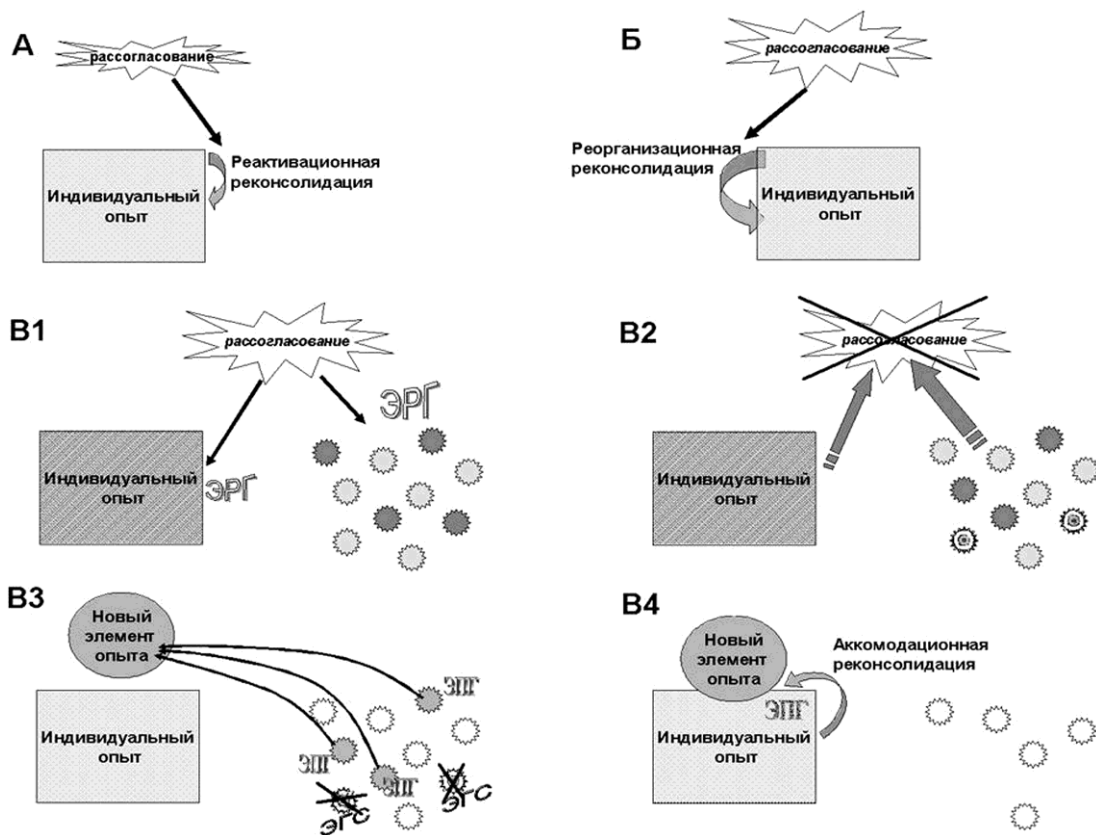 А
рассогласование
Реактивационная
реконсолидация
Индивидуальный
опыт
Б
рассогласование
Реорганизационная
реконсолидация
Индивидуальный
опыт
В1
рассогласование
ЭРГ
Индивидуальный
опыт
ЭРГ
В2
рассогласование
Индивидуальный
опыт
В3
Новый
элемент
опыта
Индивидуальный
опыт
ЭПГ
ЭПГ
ЭПГ
ЭГС
ЭГС
В4
Новый
элемент
опыта
Аккомодационная
реконсолидация
ЭПГ
Индивидуальный
опыт